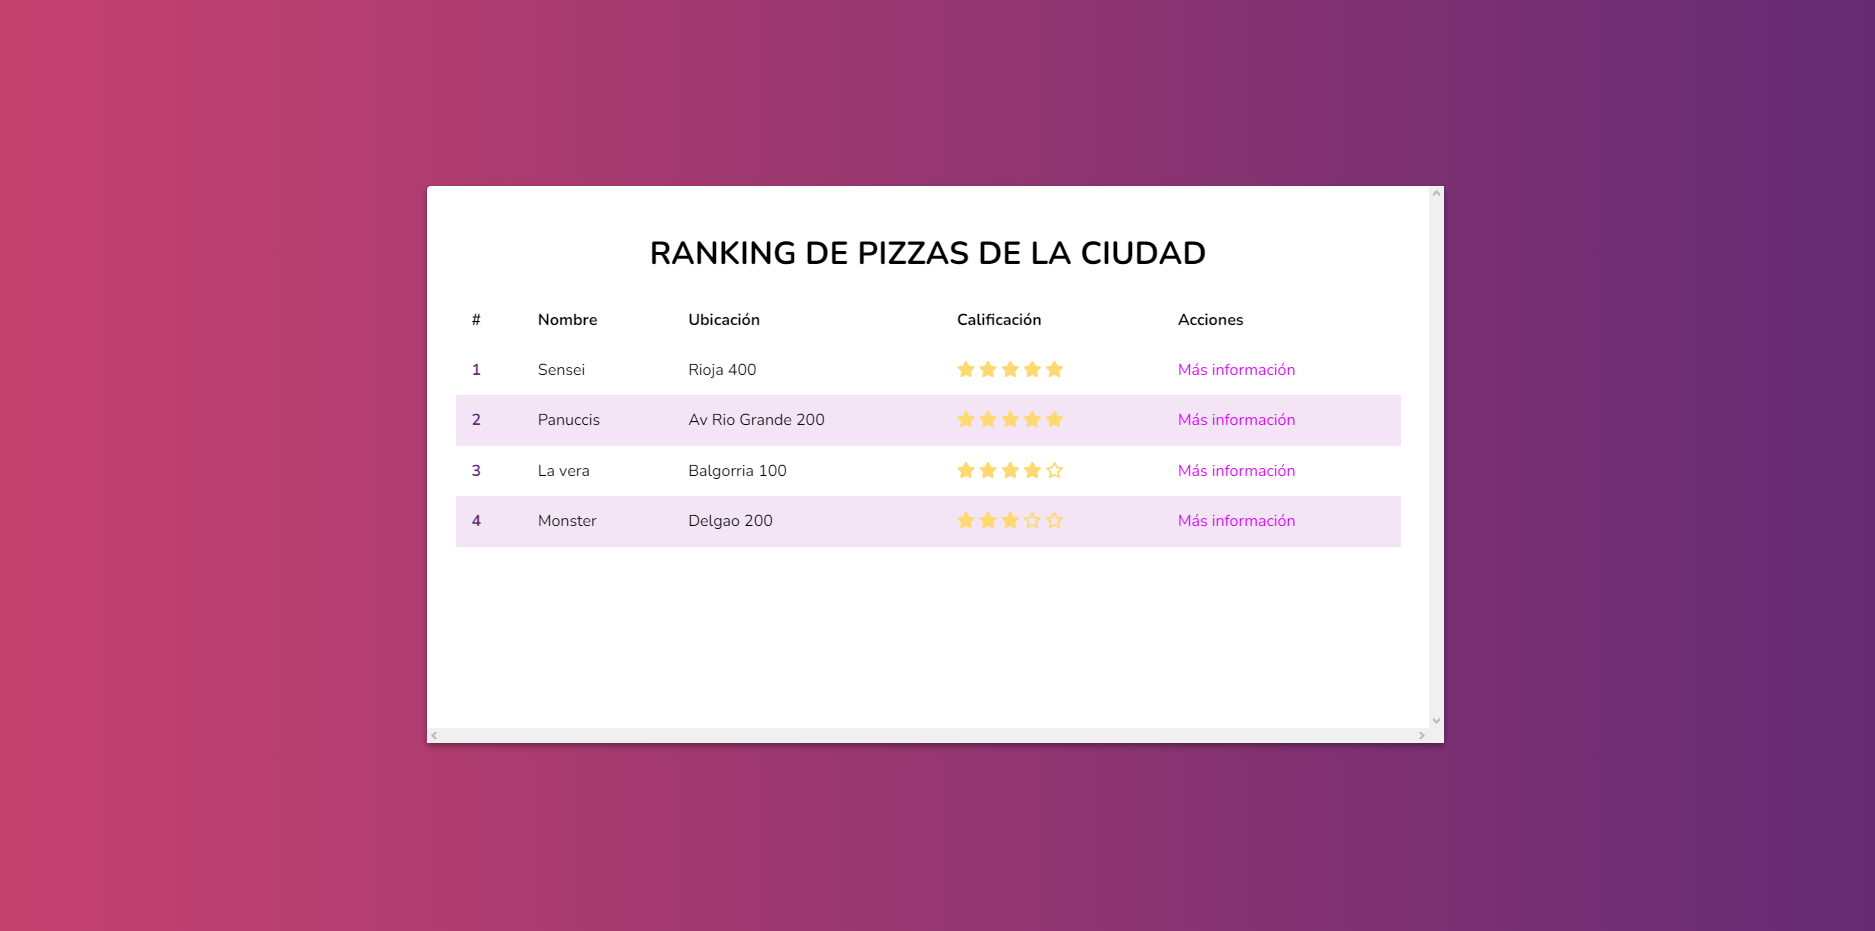 RANKING DE PIZZAS DE LA CIUDAD
# Nombre Ubicación Calificación Acciones
1 Sensei Rioja 400 Más información
2 Panuccis Av Rio Grande 200 Más información
3 La vera Balgorria 100 Más información
4 Monster Delgao 200 Más información